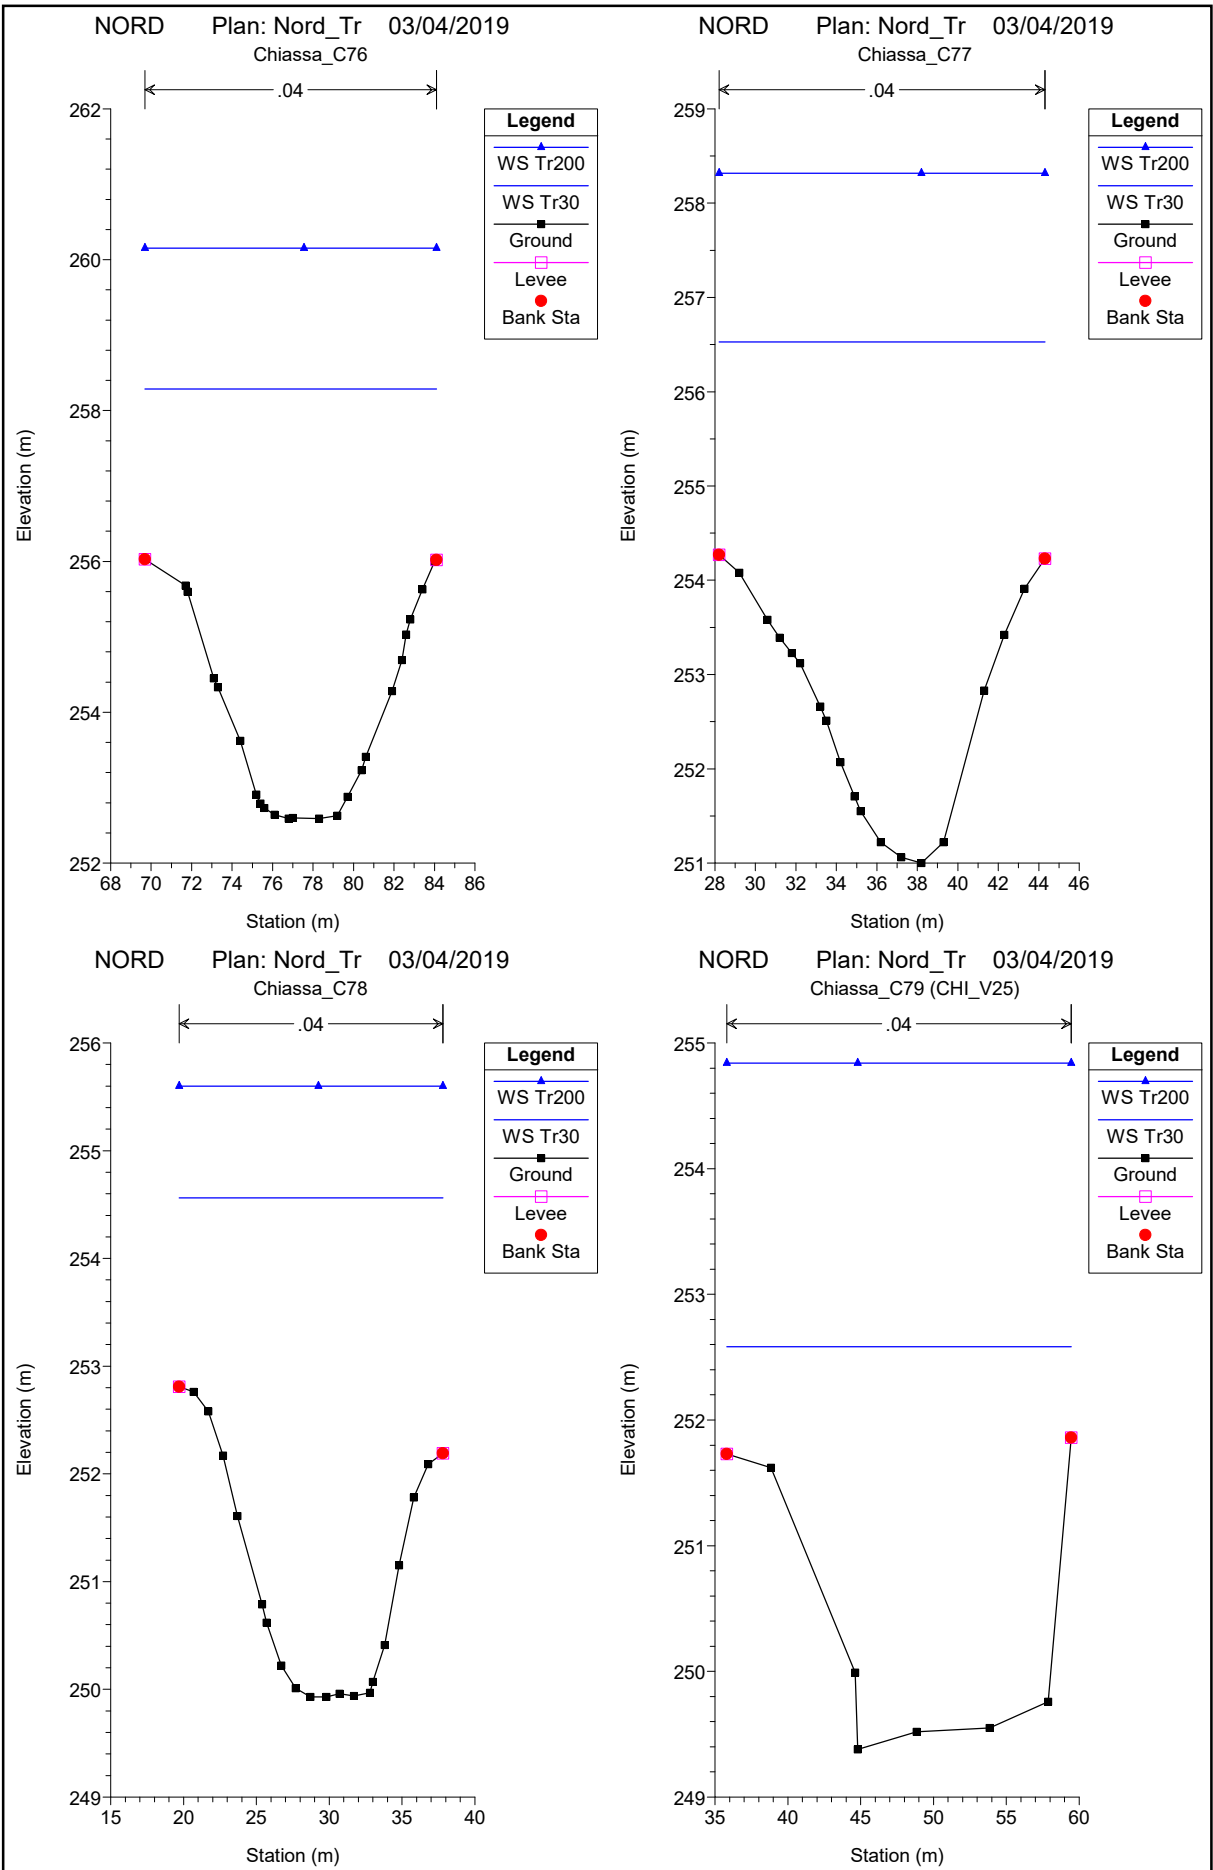 NORD Plan: Nord_Tr 03/04/2019
Chiassa_C76
.04
Legend
WS Tr200
WS Tr30
Ground
Levee
Bank Sta
262
260
258
256
254
252
Elevation (m)
68 70 72 74 76 78 80 82 84 86
Station (m)
NORD Plan: Nord_Tr 03/04/2019
Chiassa_C77
.04
Legend
WS Tr200
WS Tr30
Ground
Levee
Bank Sta
259
258
257
256
255
254
253
252
251
Elevation (m)
28 30 32 34 36 38 40 42 44 46
Station (m)
NORD Plan: Nord_Tr 03/04/2019
Chiassa_C78
.04
Legend
WS Tr200
WS Tr30
Ground
Levee
Bank Sta
256
255
254
253
252
251
250
249
Elevation (m)
15 20 25 30 35 40
Station (m)
NORD Plan: Nord_Tr 03/04/2019
Chiassa_C79 (CHI_V25)
.04
Legend
WS Tr200
WS Tr30
Ground
Levee
Bank Sta
255
254
253
252
251
250
249
Elevation (m)
35 40 45 50 55 60
Station (m)